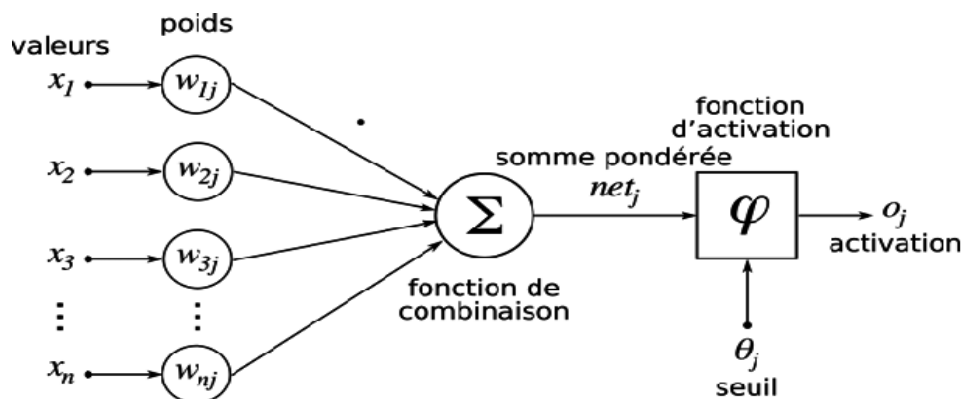 poids
valeurs
x1 w1j
x2 w2j
x3 w3j
⋮ ⋮
xn wnj
Σ
fonction de
combinaison
somme pondérée
netj
fonction
d'activation
φ
oj
activation
θj
seuil